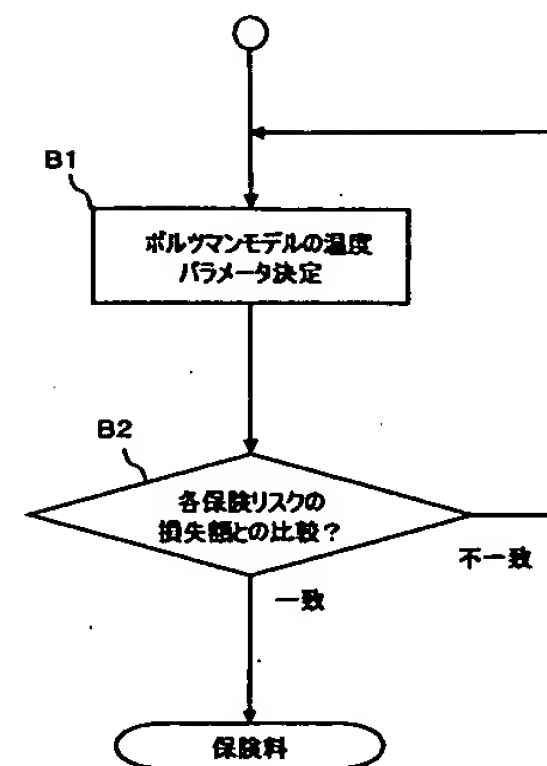 B1
ボルツマンモデルの温度
パラメータ決定
B2
各保険リスクの
損失額との比較？
不一致
一致
保険料